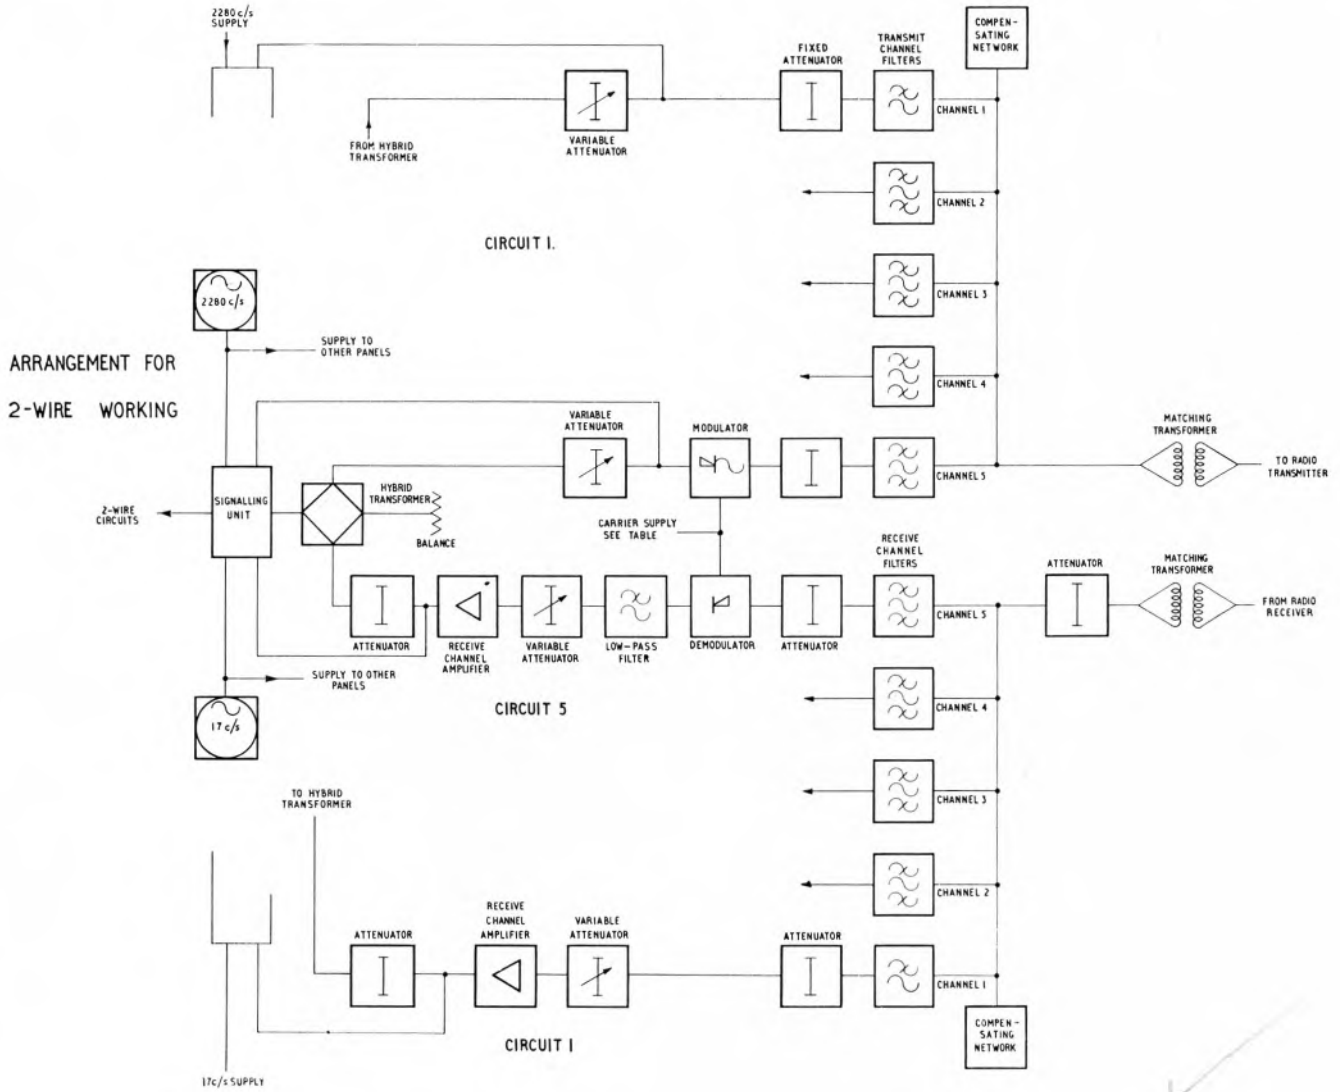 2280 c/s
SUPPLY
COMPEN-
SATING
NETWORK
TRANSMIT
CHANNEL
FILTERS
FIXED
ATTENUATOR
CHANNEL 1
FROM HYBRID
TRANSFORMER
VARIABLE
ATTENUATOR
CHANNEL 2
CIRCUIT 1.
CHANNEL 3
2280 c/s
SUPPLY TO
OTHER PANELS
ARRANGEMENT FOR
2-WIRE WORKING
CHANNEL 4
VARIABLE
ATTENUATOR
MODULATOR
MATCHING
TRANSFORMER
CHANNEL 5
TO RADIO
TRANSMITTER
HYBRID
TRANSFORMER
SIGNALLING
UNIT
2-WIRE
CIRCUITS
BALANCE
CARRIER SUPPLY
SEE TABLE
RECEIVE
CHANNEL
FILTERS
ATTENUATOR
MATCHING
TRANSFORMER
CHANNEL 5
FROM RADIO
RECEIVER
ATTENUATOR
RECEIVE
CHANNEL
AMPLIFIER
VARIABLE
ATTENUATOR
LOW-PASS
FILTER
DEMODULATOR
ATTENUATOR
SUPPLY TO OTHER
PANELS
CIRCUIT 5
CHANNEL 4
17 c/s
TO HYBRID
TRANSFORMER
CHANNEL 3
CHANNEL 2
RECEIVE
CHANNEL
AMPLIFIER
VARIABLE
ATTENUATOR
ATTENUATOR
ATTENUATOR
CHANNEL 1
CIRCUIT 1
COMPEN-
SATING
NETWORK
17c/s SUPPLY